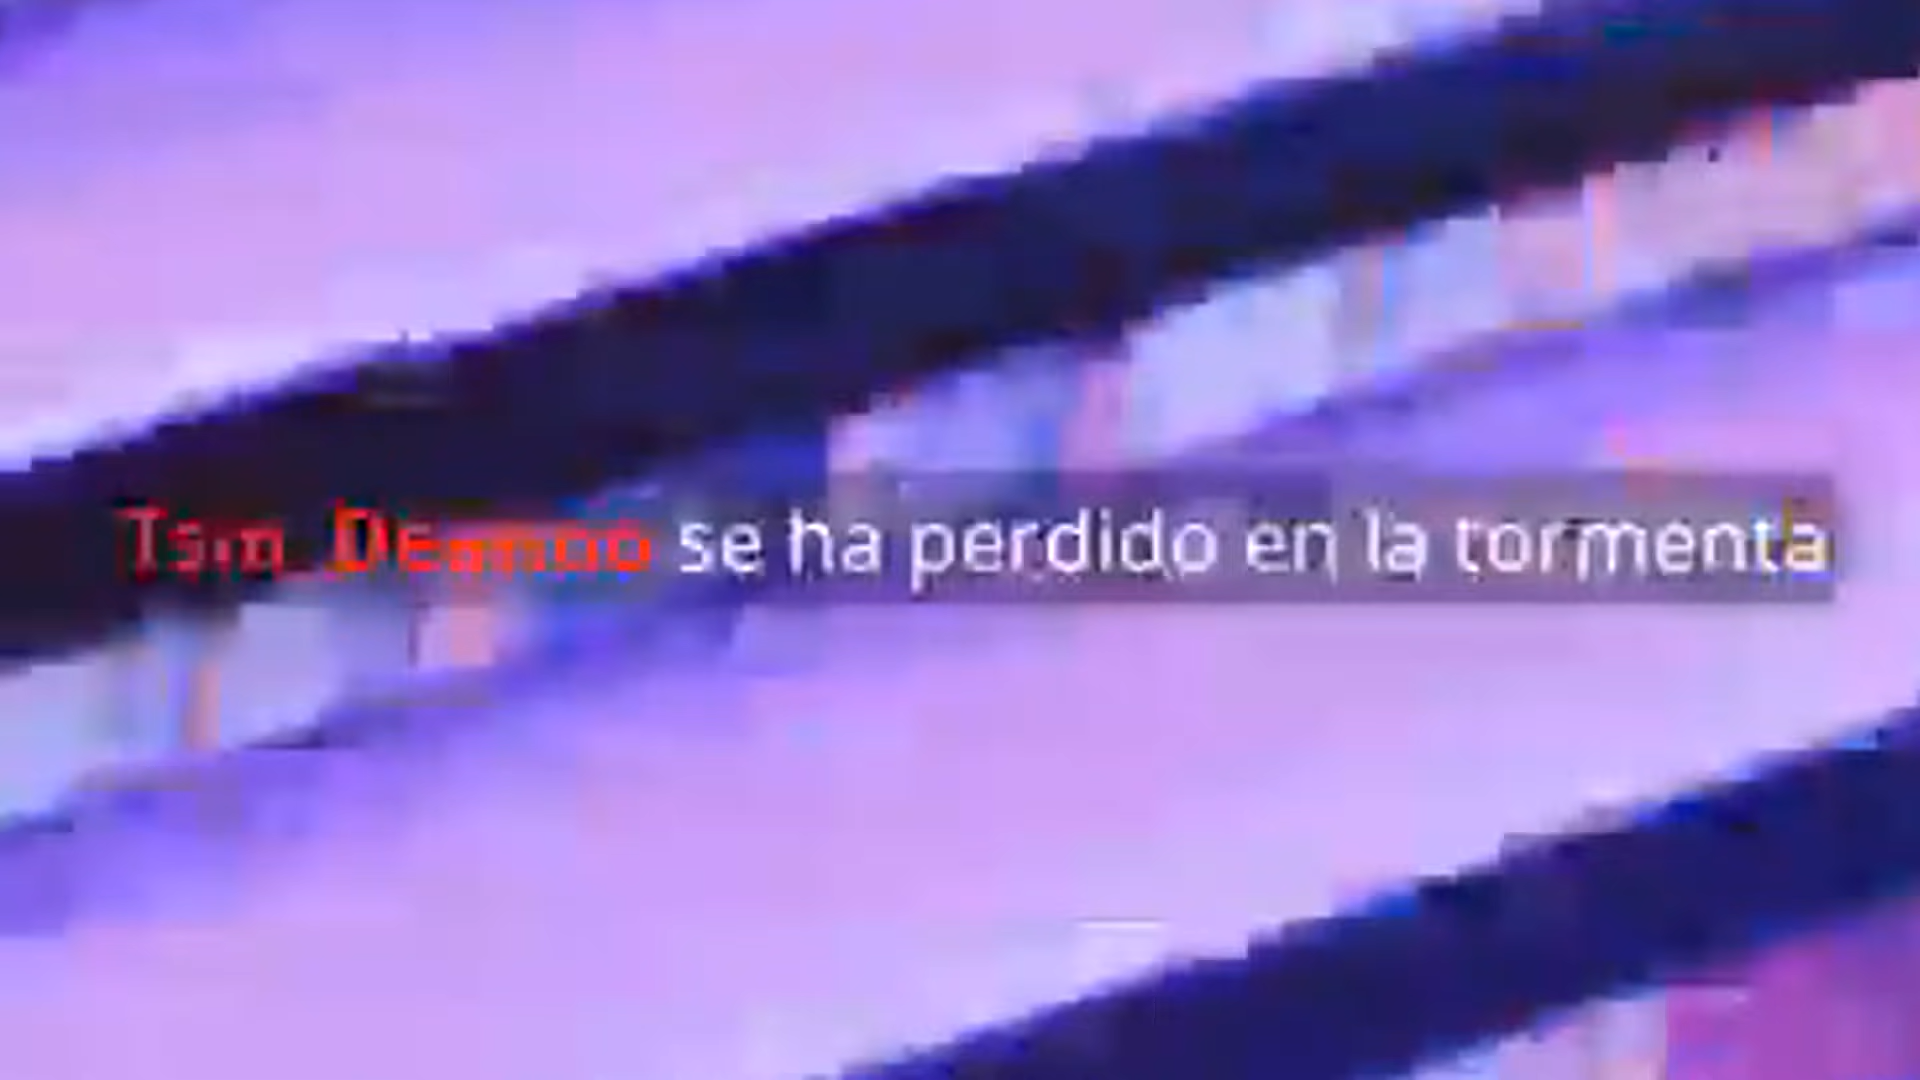 se ha perdido en la tormenta